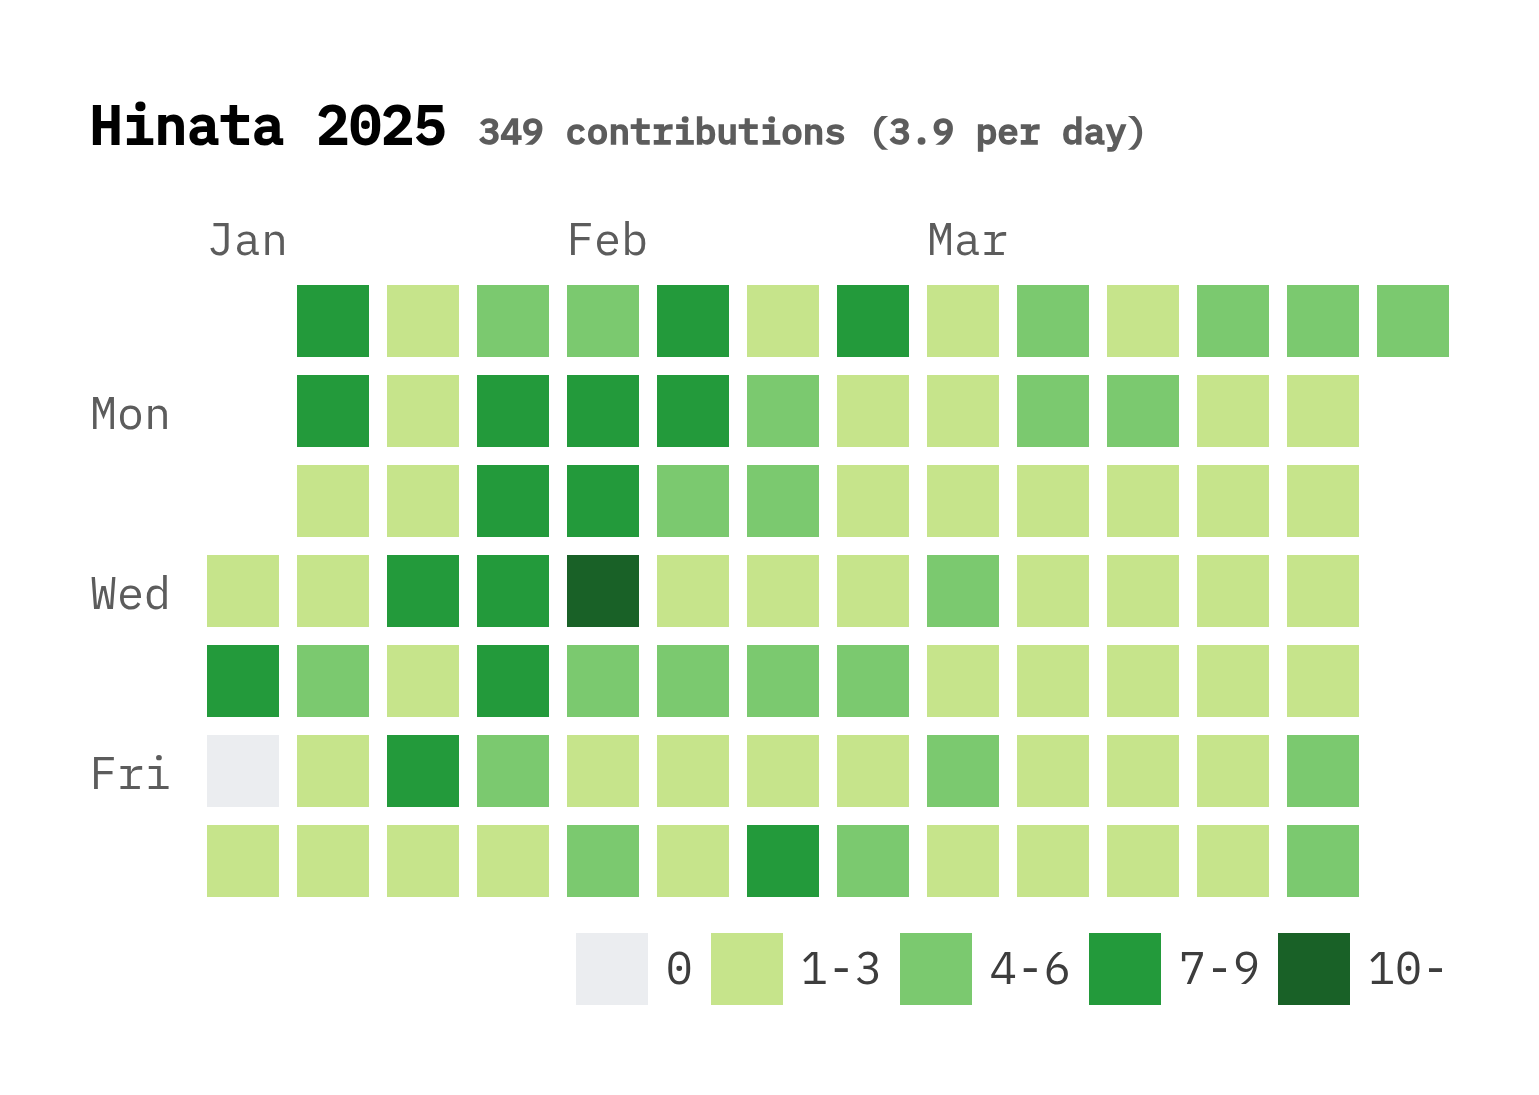 Hinata 2025 349 contributions (3.9 per day)
Jan Feb Mar
Mon
Wed
Fri
0 1-3 4-6 7-9 10-